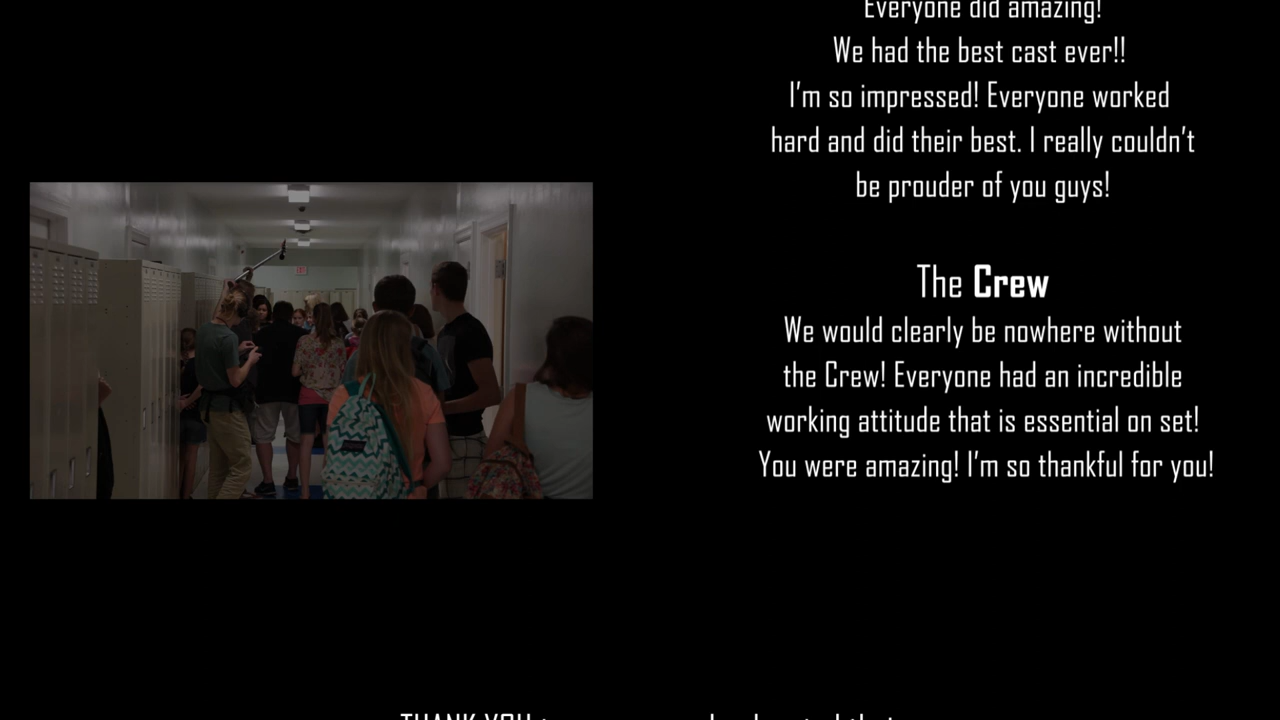 Everyone did amazing!
We had the best cast ever!!
I'm so impressed! Everyone worked
hard and did their best. I really couldn't
be prouder of you guys!
The Crew
We would clearly be nowhere without
the Crew! Everyone had an incredible
working attitude that is essential on set!
You were amazing! I'm so thankful for you!
THANK YOU